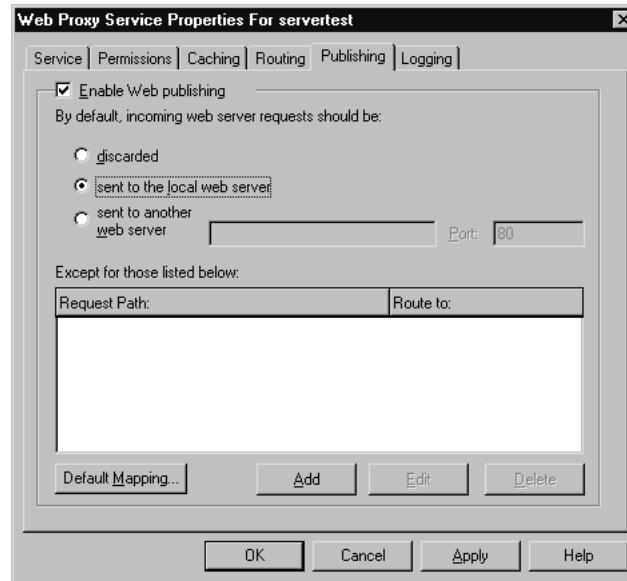 Web Proxy Service Properties For servertest
Service Permissions Caching Routing Publishing Logging
Enable Web publishing
By default, incoming web server requests should be:
discarded
sent to the local web server
sent to another
web server
Port: 80
Except for those listed below:
Request Path: Route to:
Default Mapping... Add Edit Delete
OK Cancel Apply Help